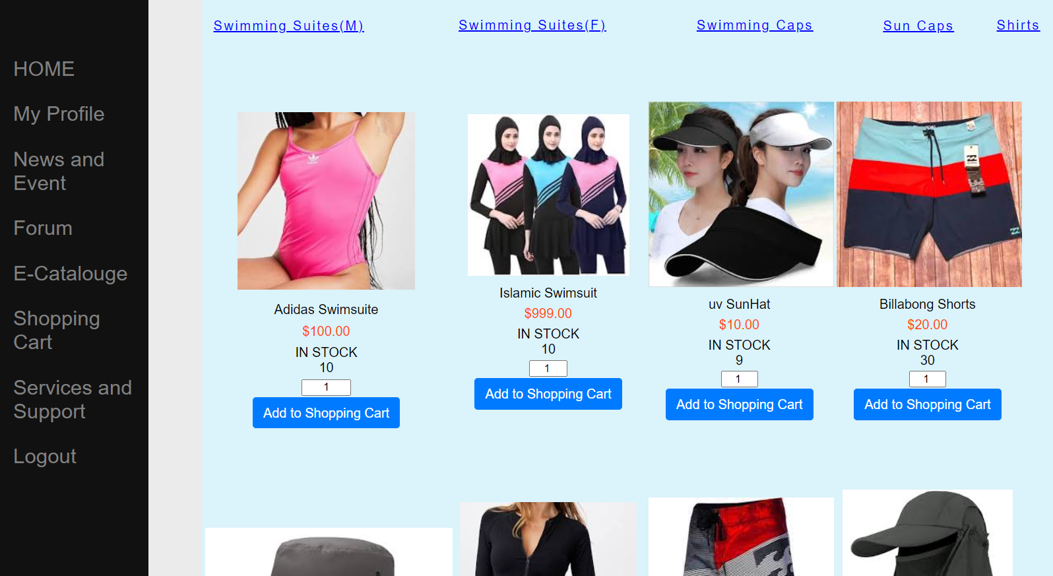 Swimming Suites(M)
Swimming Suites(F)
Swimming Caps
Sun Caps
Shirts
HOME
My Profile
News and
Event
Forum
E-Catalouge
Shopping
Cart
Services and
Support
Logout
Adidas Swimsuite
$100.00
IN STOCK
10
1
Add to Shopping Cart
Islamic Swimsuit
$999.00
IN STOCK
10
1
Add to Shopping Cart
uv SunHat
$10.00
IN STOCK
9
1
Add to Shopping Cart
Billabong Shorts
$20.00
IN STOCK
30
1
Add to Shopping Cart